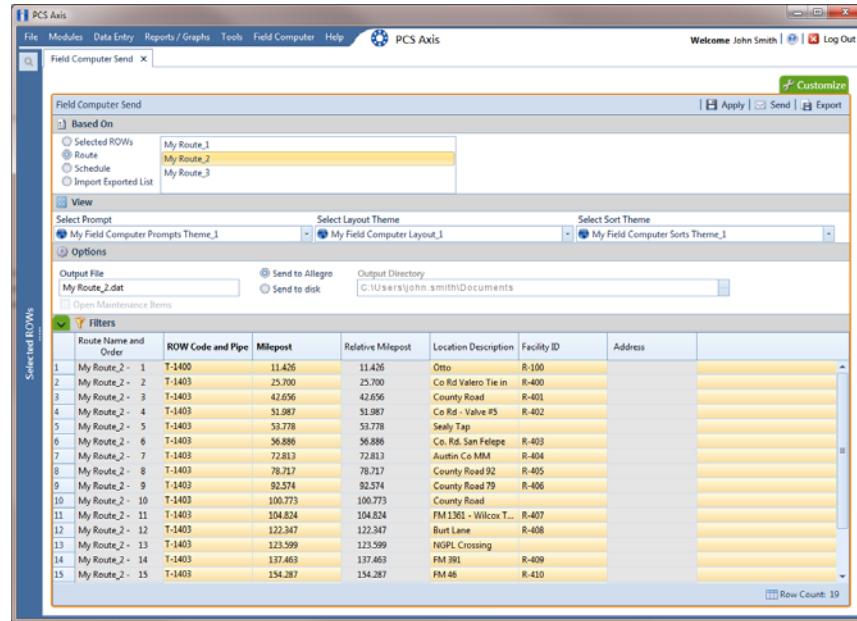 PCS Axis
File Modules Data Entry Reports / Graphs Tools Field Computer Help PCS Axis Welcome John Smith | | Log Out
Field Computer Send X
Customize
Field Computer Send | Apply | Send | Export
Based On
Selected ROWs
Route
Schedule
Import Exported List
My Route_1
My Route_2
My Route_3
View
Select Prompt Select Layout Theme Select Sort Theme
My Field Computer Prompts Theme_1 My Field Computer Layout_1 My Field Computer Sorts Theme_1
Options
Output File Send to Allegro Output Directory
My Route_2.dat Send to disk C:\Users\john.smith\Documents
Open Maintenance Items
Selected ROWs
Filters
Route Name and Order ROW Code and Pipe Milepost Relative Milepost Location Description Facility ID Address
1 My Route_2 - 1 T-1400 11.426 11.426 Otto R-100
2 My Route_2 - 2 T-1403 25.700 25.700 Co Rd Valero Tie in R-400
3 My Route_2 - 3 T-1403 42.656 42.656 County Road R-401
4 My Route_2 - 4 T-1403 51.987 51.987 Co Rd - Valve #5 R-402
5 My Route_2 - 5 T-1403 53.778 53.778 Sealy Tap
6 My Route_2 - 6 T-1403 56.886 56.886 Co. Rd. San Felepe R-403
7 My Route_2 - 7 T-1403 72.813 72.813 Austin Co MM R-404
8 My Route_2 - 8 T-1403 78.717 78.717 County Road 92 R-405
9 My Route_2 - 9 T-1403 92.574 92.574 County Road 79 R-406
10 My Route_2 - 10 T-1403 100.773 100.773 County Road
11 My Route_2 - 11 T-1403 104.824 104.824 FM 1361 - Wilcox T... R-407
12 My Route_2 - 12 T-1403 122.347 122.347 Burt Lane R-408
13 My Route_2 - 13 T-1403 123.599 123.599 NGPL Crossing
14 My Route_2 - 14 T-1403 137.463 137.463 FM 391 R-409
15 My Route_2 - 15 T-1403 154.287 154.287 FM 46 R-410
Row Count: 19